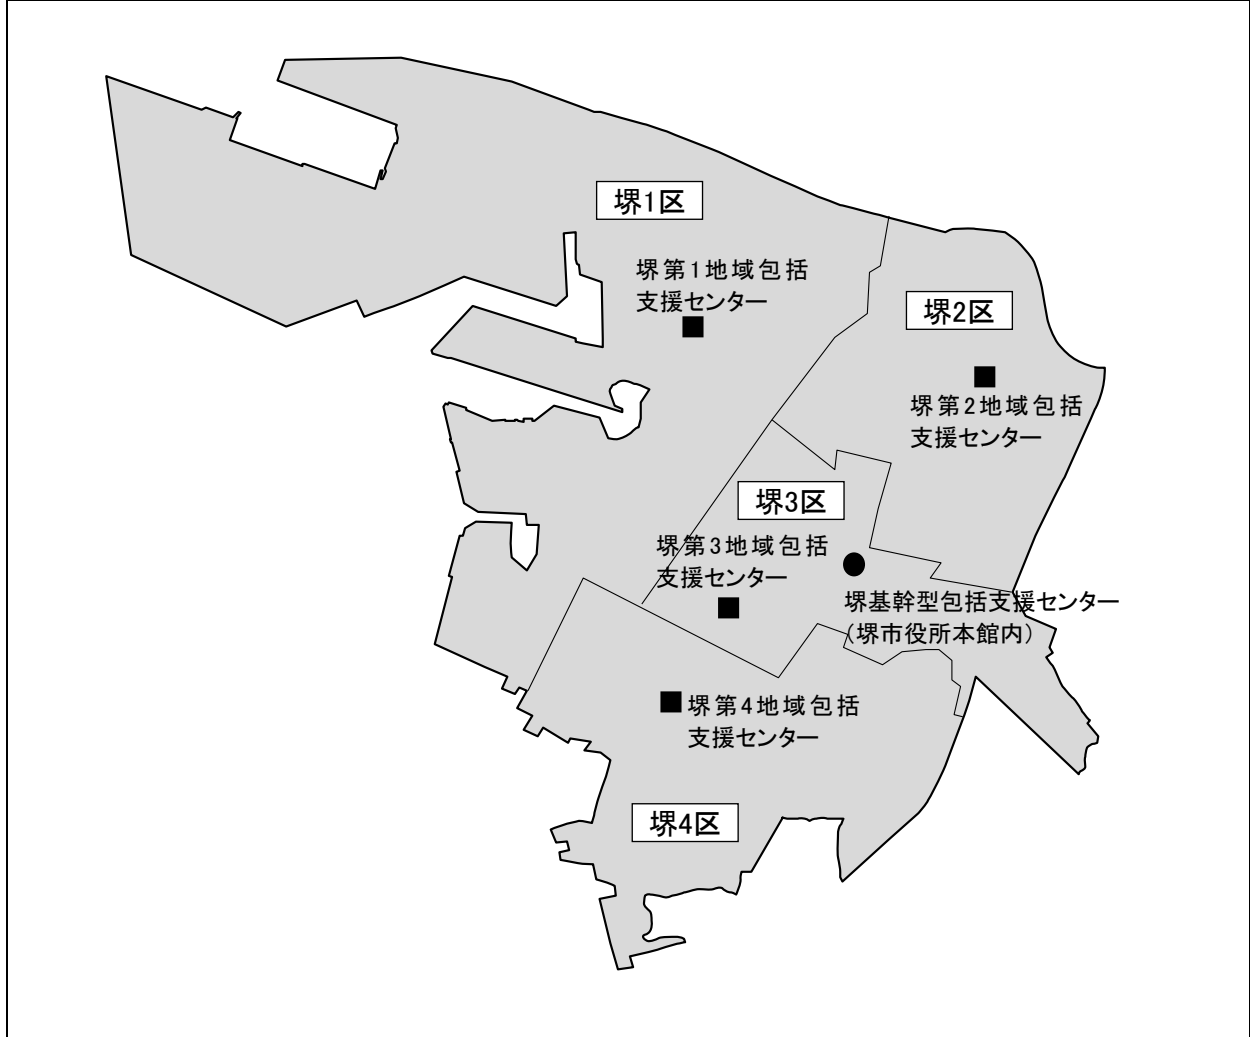 堺1区
堺第1地域包括
支援センター
堺2区
堺第2地域包括
支援センター
堺3区
堺第3地域包括
支援センター
堺基幹型包括支援センター
（堺市役所本館内）
堺第4地域包括
支援センター
堺4区